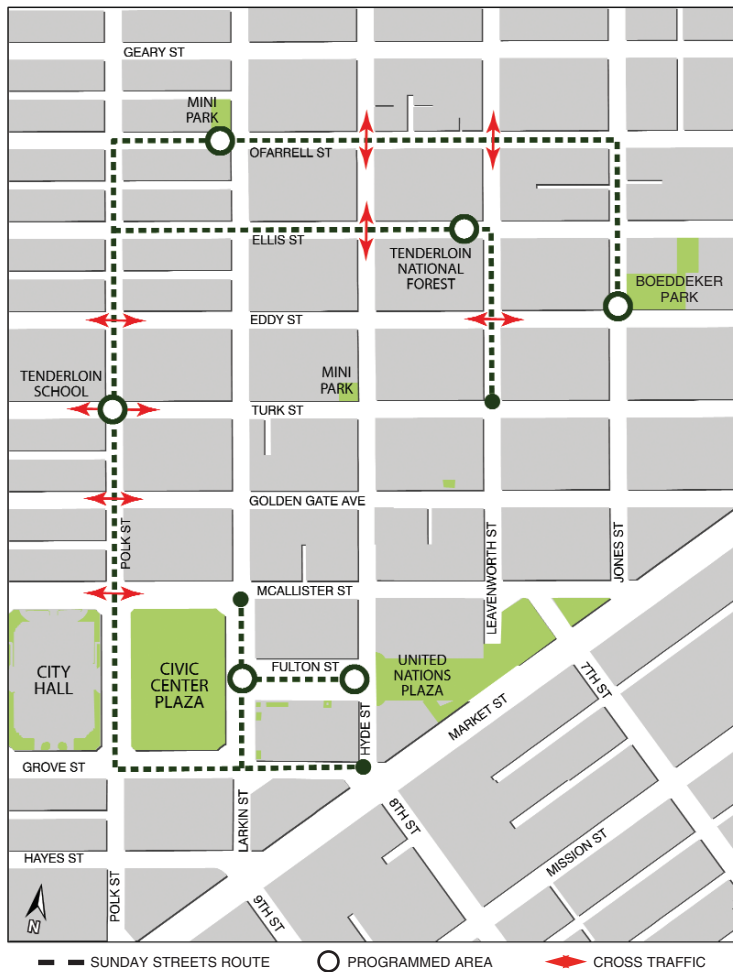 GEARY ST
MINI
PARK
OFARRELL ST
ELLIS ST
TENDERLOIN
NATIONAL
FOREST
BOEDDEKER
PARK
EDDY ST
TENDERLOIN
SCHOOL
MINI
PARK
TURK ST
GOLDEN GATE AVE
POLK ST
LEAVENWORTH ST
JONES ST
MCALLISTER ST
CITY
HALL
CIVIC
CENTER
PLAZA
FULTON ST
UNITED
NATIONS
PLAZA
7TH ST
MARKET ST
HYDE ST
GROVE ST
LARKIN ST
8TH ST
MISSION ST
HAYES ST
POLK ST
9TH ST
N
SUNDAY STREETS ROUTE
PROGRAMMED AREA
CROSS TRAFFIC